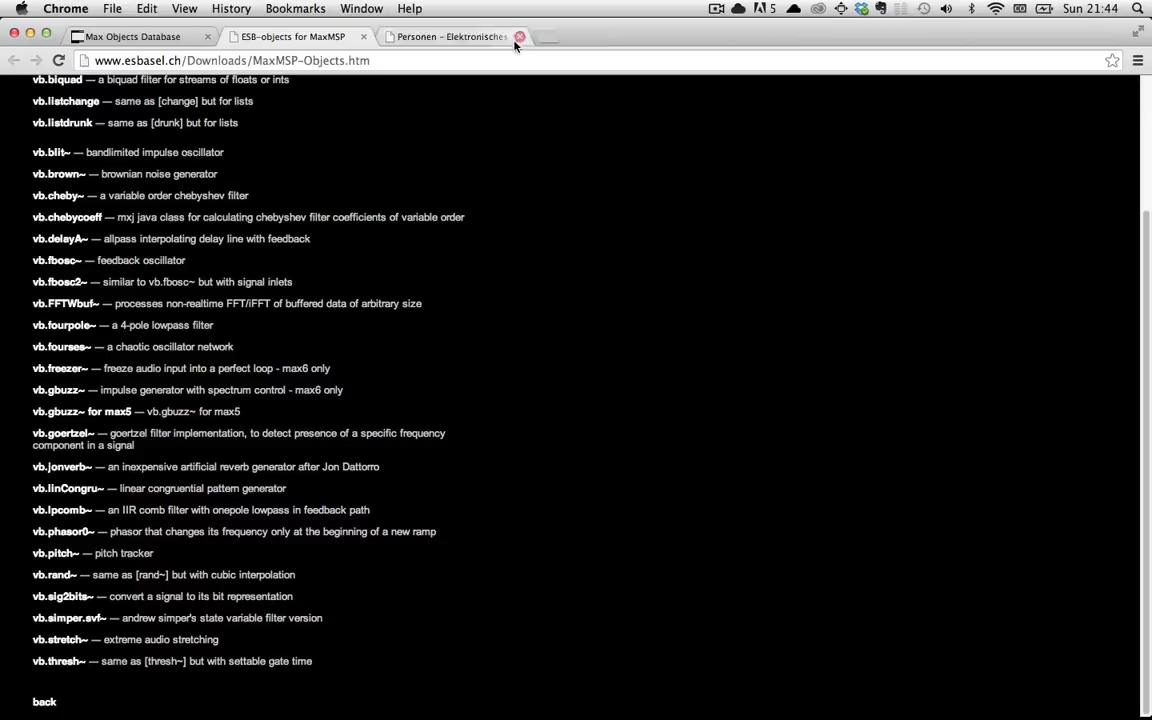 Chrome File Edit View History Bookmarks Window Help 5 Sun 21:44
Max Objects Database ESB-objects for MaxMSP Personen - Elektronisches
www.esbasel.ch/Downloads/MaxMSP-Objects.htm
vb.biquad — a biquad filter for streams of floats or ints
vb.listchange — same as [change] but for lists
vb.listdrunk — same as [drunk] but for lists
vb.blit~ — bandlimited impulse oscillator
vb.brown~ — brownian noise generator
vb.cheby~ — a variable order chebyshev filter
vb.chebycoeff — mxj java class for calculating chebyshev filter coefficients of variable order
vb.delayA~ — allpass interpolating delay line with feedback
vb.fbosc~ — feedback oscillator
vb.fbosc2~ — similar to vb.fbosc~ but with signal inlets
vb.FFTWbuf~ — processes non-realtime FFT/iFFT of buffered data of arbitrary size
vb.fourpole~ — a 4-pole lowpass filter
vb.fourses~ — a chaotic oscillator network
vb.freezer~ — freeze audio input into a perfect loop - max6 only
vb.gbuzz~ — impulse generator with spectrum control - max6 only
vb.gbuzz~ for max5 — vb.gbuzz~ for max5
vb.goertzel~ — goertzel filter implementation, to detect presence of a specific frequency
component in a signal
vb.jonverb~ — an inexpensive artificial reverb generator after Jon Dattorro
vb.linCongru~ — linear congruential pattern generator
vb.lpcomb~ — an IIR comb filter with onepole lowpass in feedback path
vb.phasor0~ — phasor that changes its frequency only at the beginning of a new ramp
vb.pitch~ — pitch tracker
vb.rand~ — same as [rand~] but with cubic interpolation
vb.sig2bits~ — convert a signal to its bit representation
vb.simper.svf~ — andrew simper's state variable filter version
vb.stretch~ — extreme audio stretching
vb.thresh~ — same as [thresh~] but with settable gate time
back